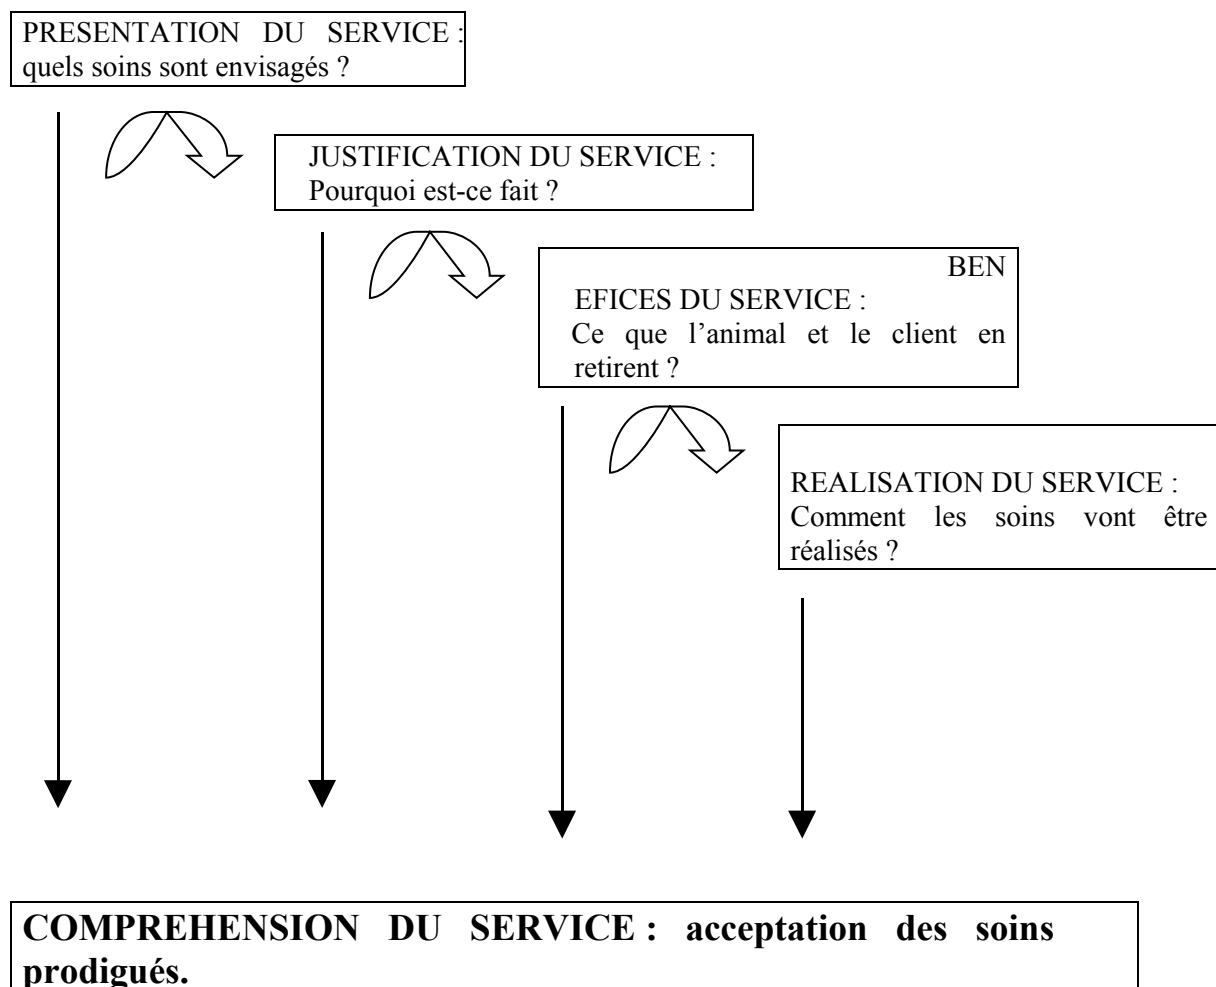 PRESENTATION DU SERVICE :
quels soins sont envisagés ?
JUSTIFICATION DU SERVICE :
Pourquoi est-ce fait ?
BEN
EFICES DU SERVICE :
Ce que l’animal et le client en
retirent ?
REALISATION DU SERVICE :
Comment les soins vont être
réalisés ?
COMPREHENSION DU SERVICE : acceptation des soins
prodigués.